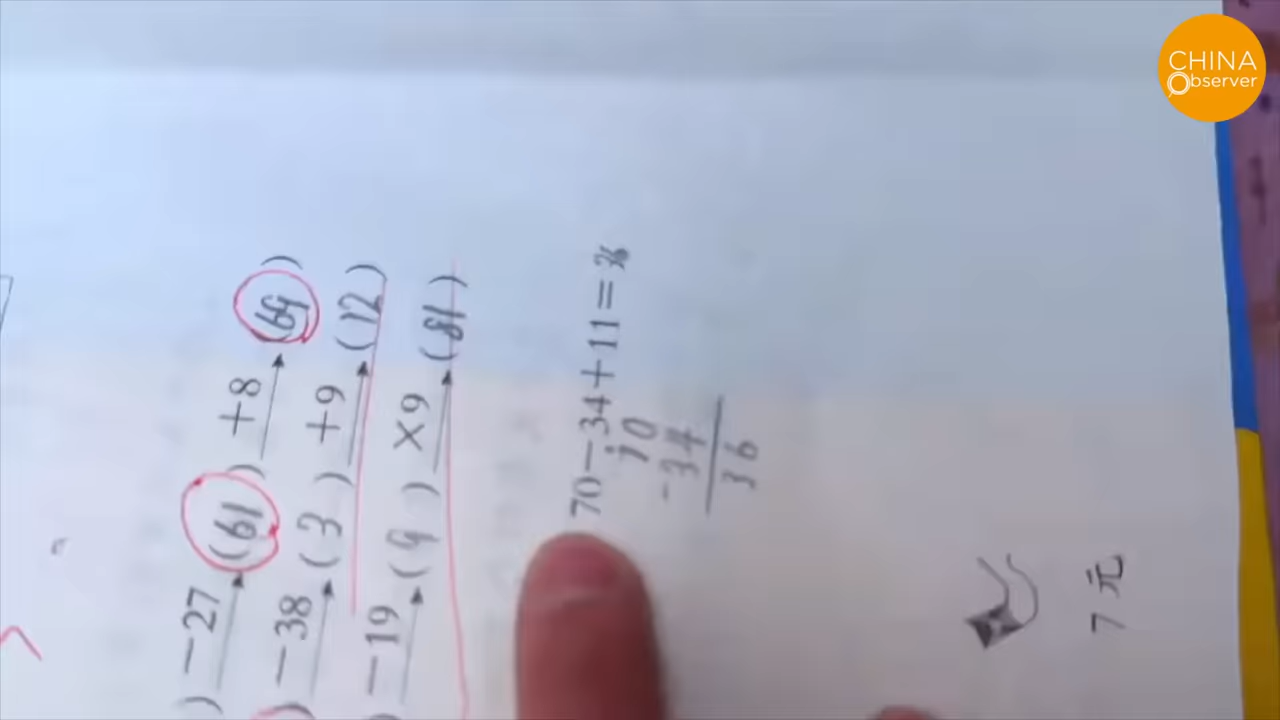 CHINA
Observer
) −27 (61) +8 (69)
) −38 (3) +9 (12)
−19 (9) ×9 (81)
70−34+11=36
70
−34
36
7元